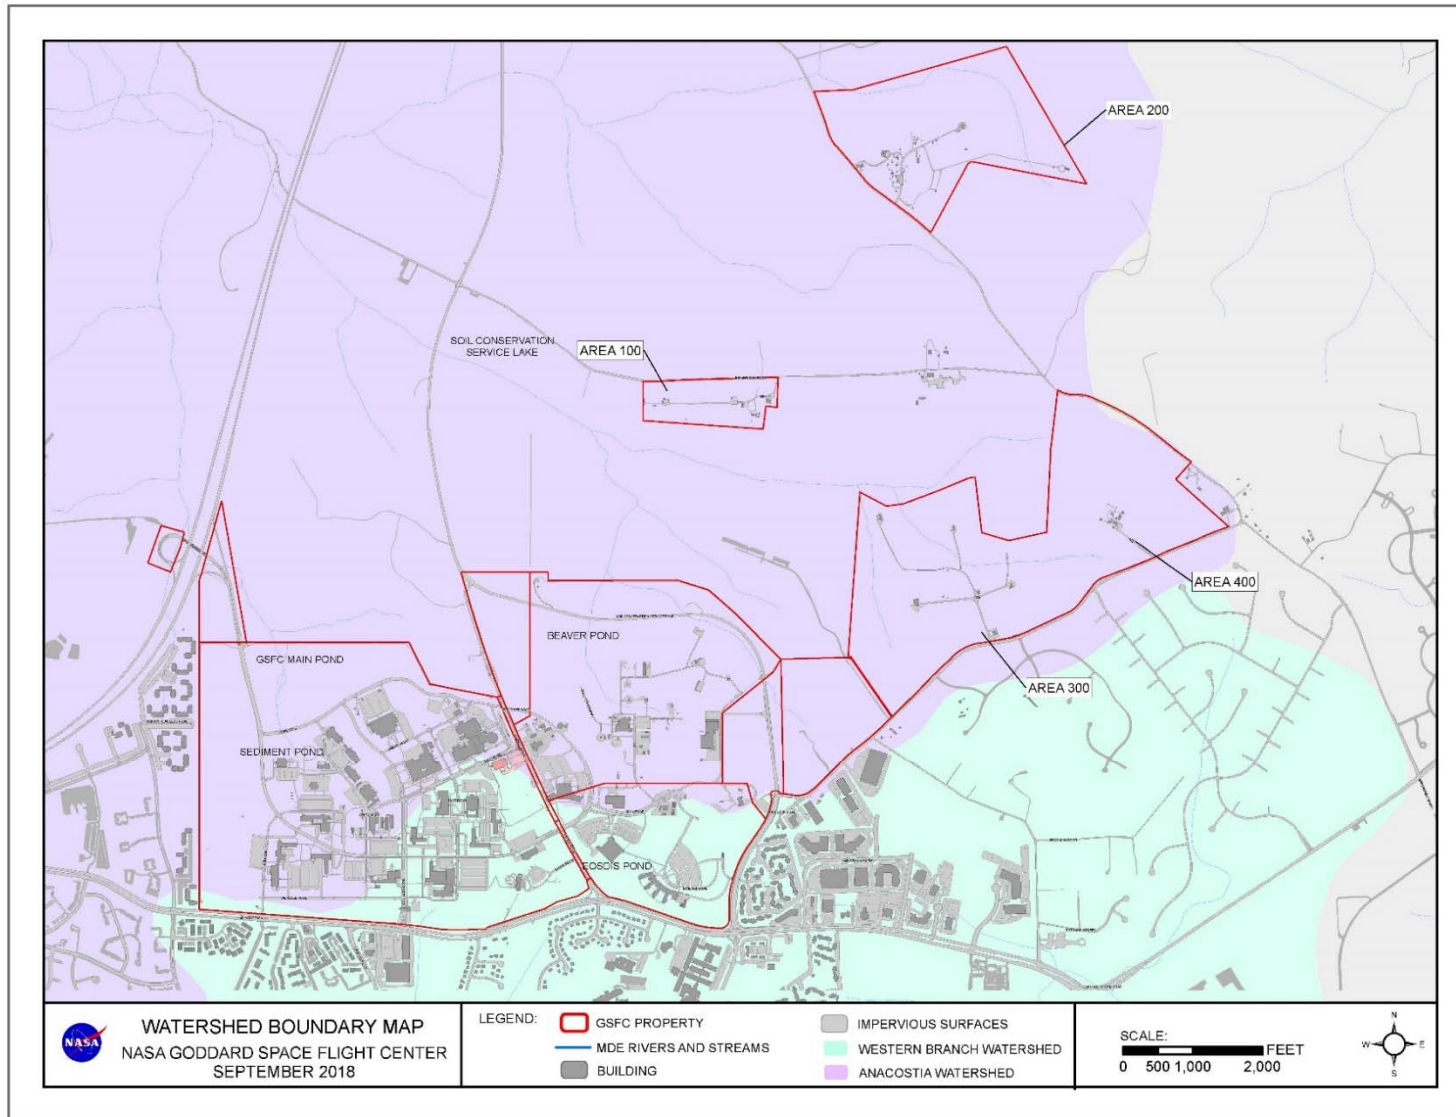 AREA 200
SOIL CONSERVATION
SERVICE LAKE
AREA 100
AREA 400
BEAVER POND
GSFC MAIN POND
AREA 300
SEDIMENT POND
EOSDIS POND
NASA
WATERSHED BOUNDARY MAP
NASA GODDARD SPACE FLIGHT CENTER
SEPTEMBER 2018
LEGEND:
GSFC PROPERTY
MDE RIVERS AND STREAMS
BUILDING
IMPERVIOUS SURFACES
WESTERN BRANCH WATERSHED
ANACOSTIA WATERSHED
SCALE:
FEET
0 500 1,000 2,000
N
W E
S